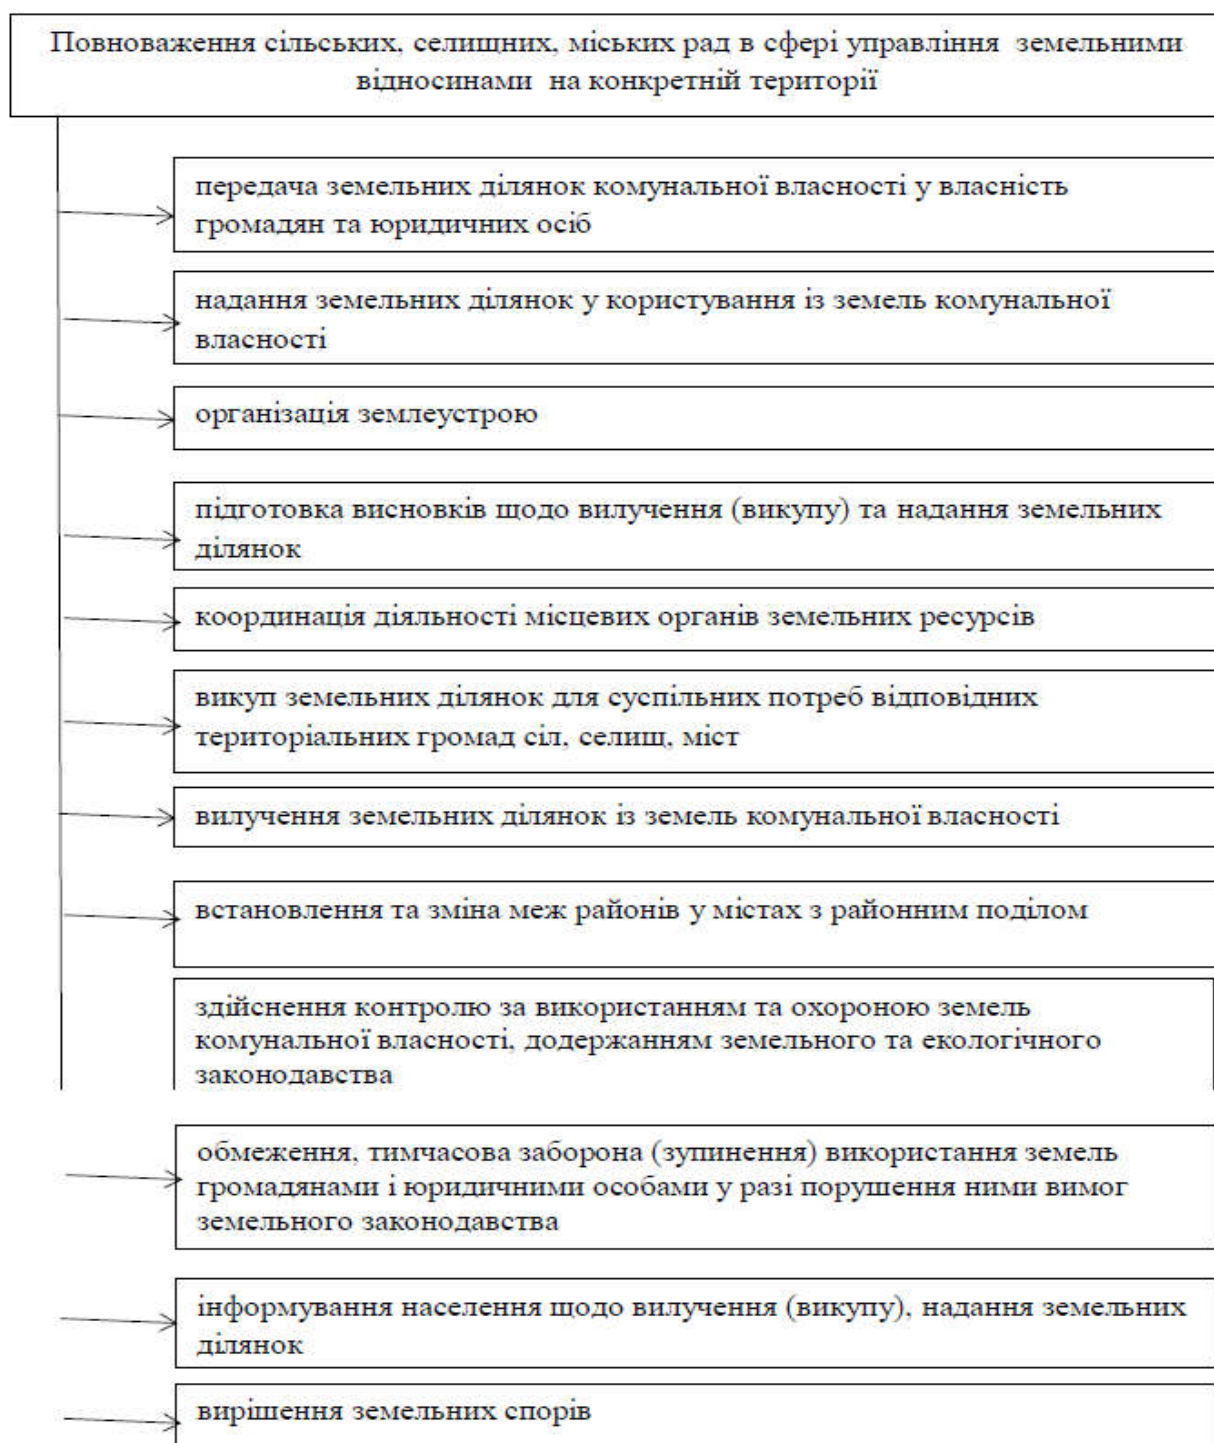 Повноваження сільських, селищних, міських рад в сфері управління земельними
відносинами на конкретній території
передача земельних ділянок комунальної власності у власність
громадян та юридичних осіб
надання земельних ділянок у користування із земель комунальної
власності
організація землеустрою
підготовка висновків щодо вилучення (викупу) та надання земельних
ділянок
координація діяльності місцевих органів земельних ресурсів
викуп земельних ділянок для суспільних потреб відповідних
територіальних громад сіл, селищ, міст
вилучення земельних ділянок із земель комунальної власності
встановлення та зміна меж районів у містах з районним поділом
здійснення контролю за використанням та охороною земель
комунальної власності, додержанням земельного та екологічного
законодавства
обмеження, тимчасова заборона (зупинення) використання земель
громадянами і юридичними особами у разі порушення ними вимог
земельного законодавства
інформування населення щодо вилучення (викупу), надання земельних
ділянок
вирішення земельних спорів